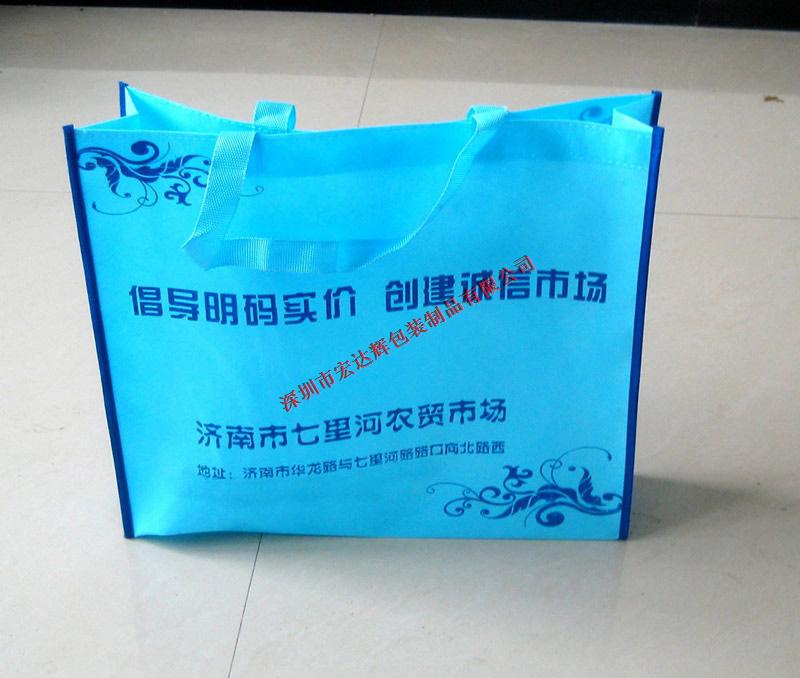 倡导明码实价 创建诚信市场
深圳市宏达辉包装制品有限公司
济南市七里河农贸市场
地址：济南市华龙路与七里河路路口向北路西